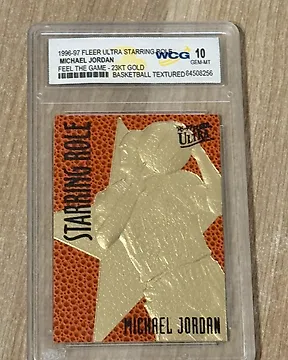 1996-97 FLEER ULTRA STARRING ROLE
MICHAEL JORDAN
FEEL THE GAME - 23KT GOLD
BASKETBALL TEXTURED
WCG
10
GEM-MT
64508256
STARRING ROLE
ULTRA
MICHAEL JORDAN